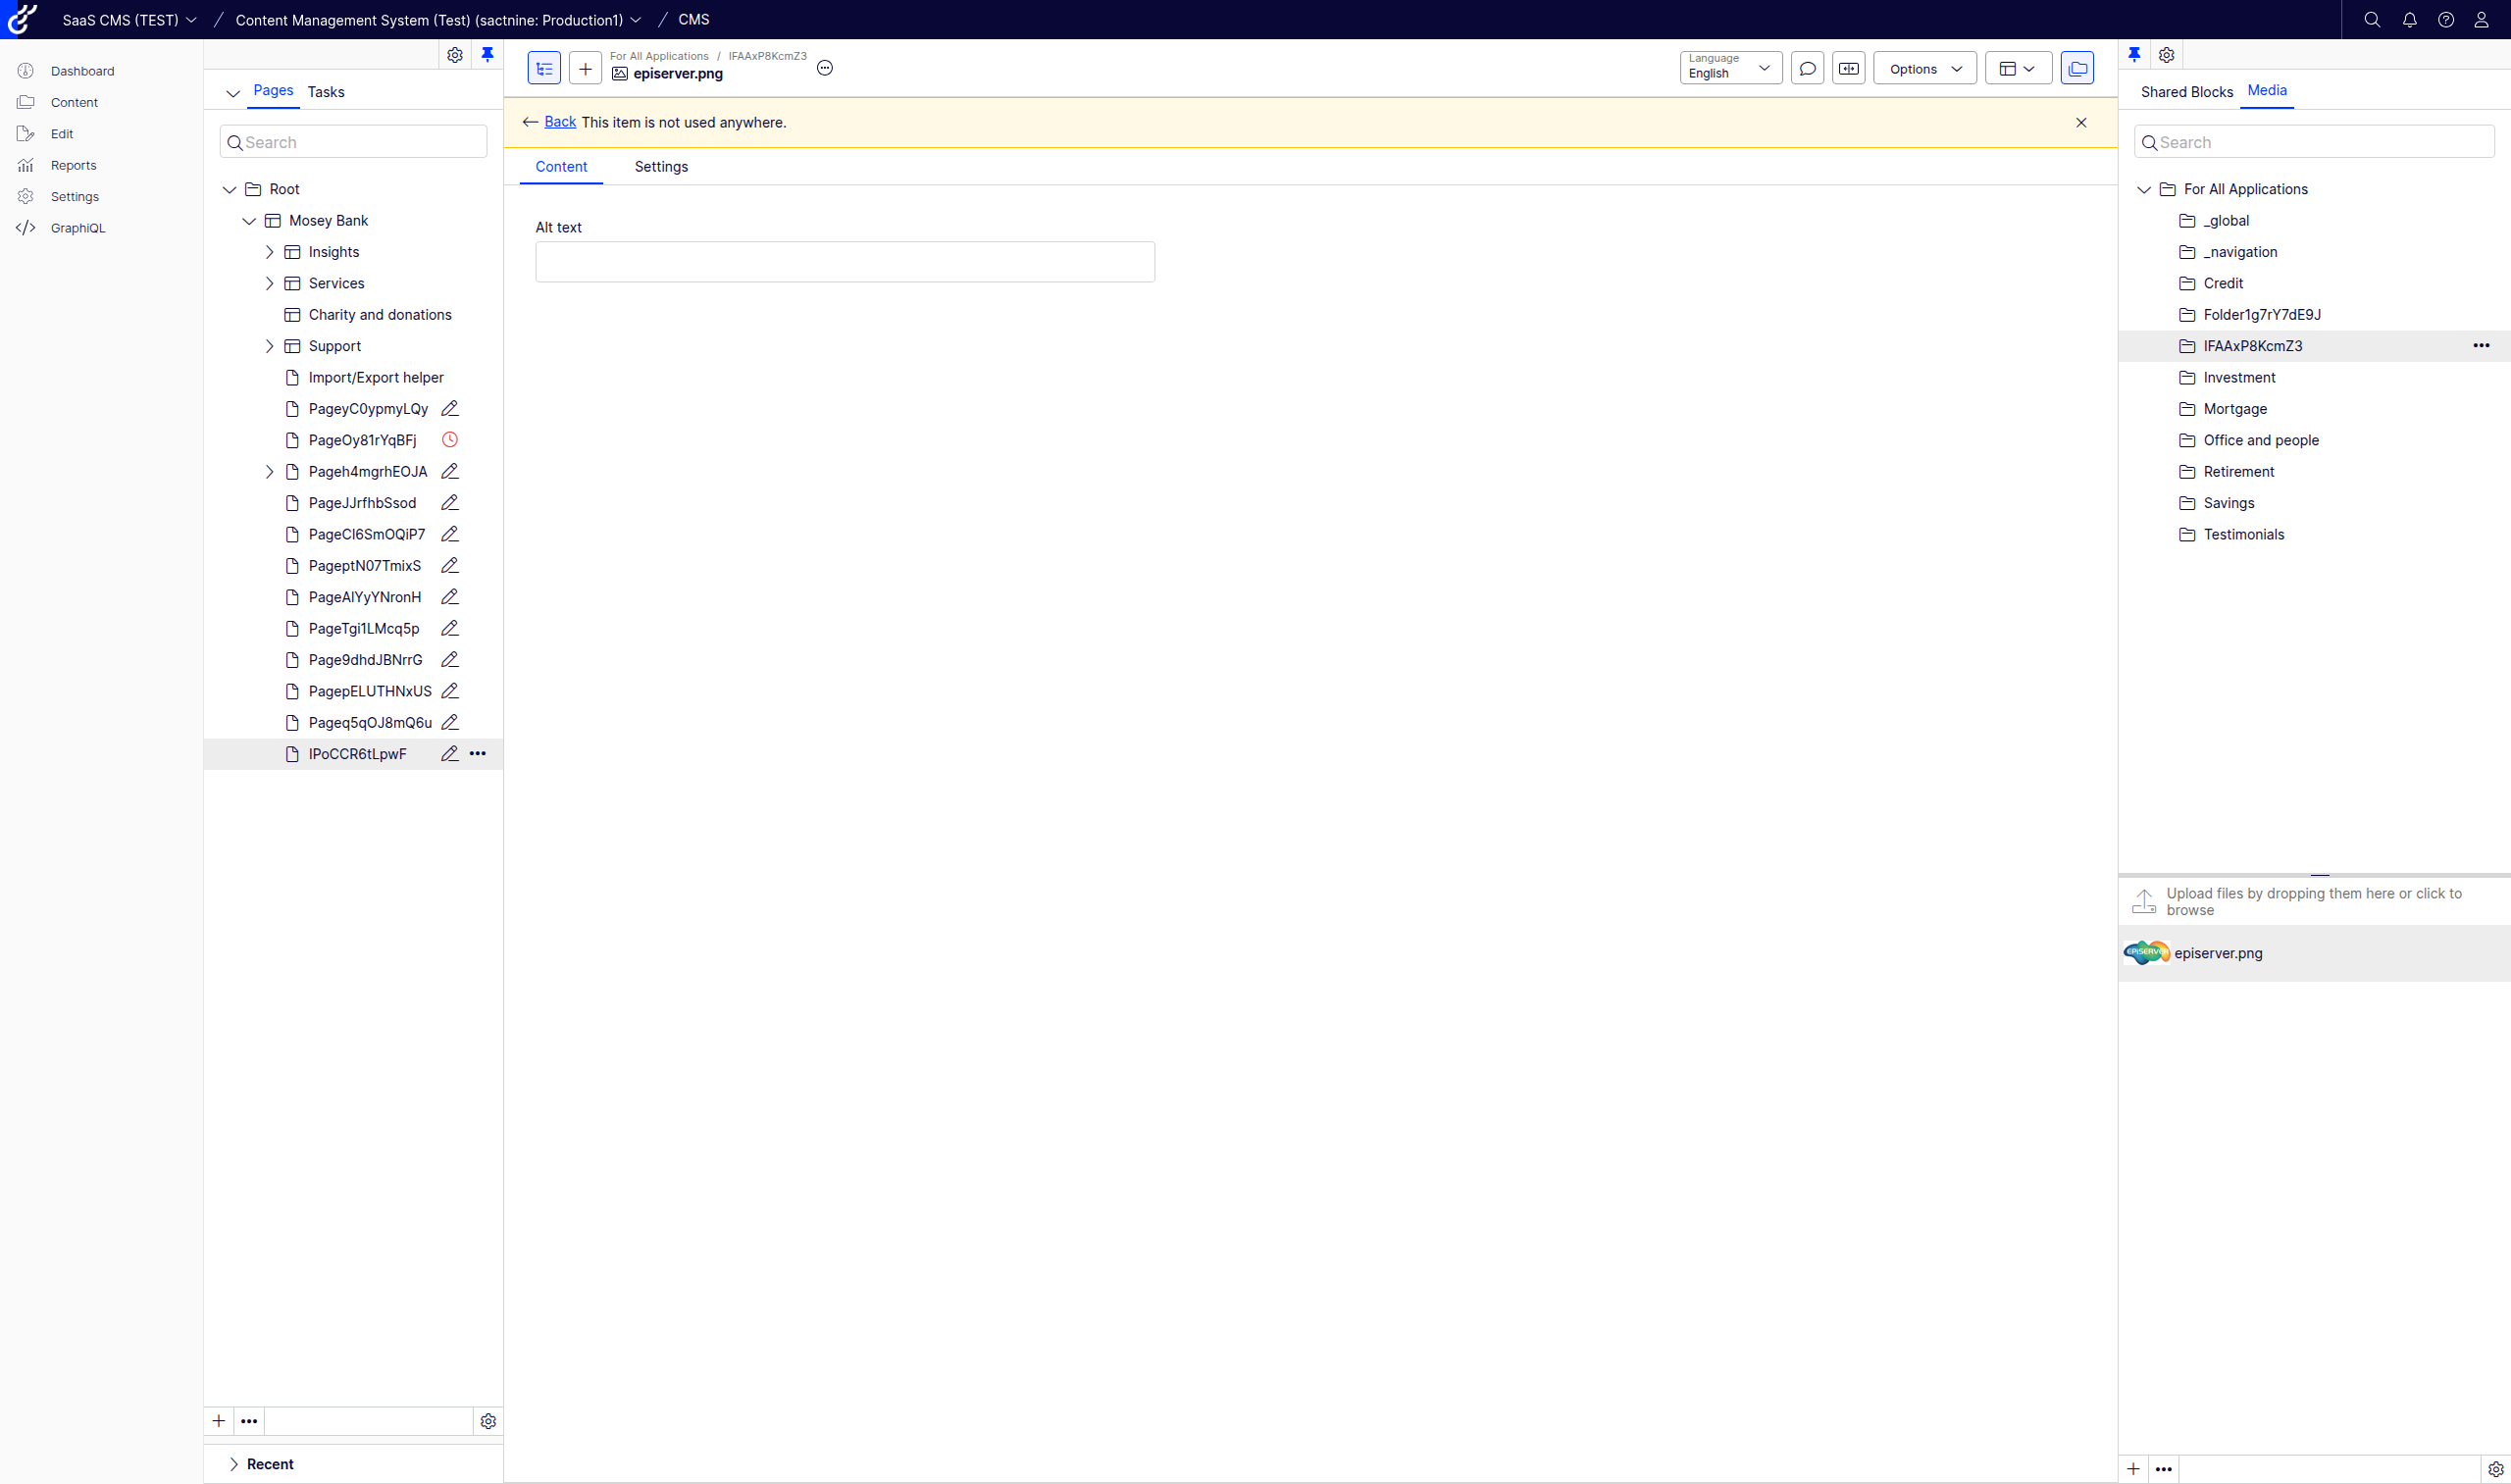 SaaS CMS (TEST) / Content Management System (Test) (sactnine: Production1) / CMS
Dashboard
Content
Edit
Reports
Settings
GraphiQL
Pages Tasks
Search
Root
Mosey Bank
Insights
Services
Charity and donations
Support
Import/Export helper
PageyC0ypmyLQy
PageOy81rYqBFj
Pageh4mgrhEOJA
PageJJrfhbSsod
PageCl6SmOQiP7
PageptN07TmixS
PageAlYyYNronH
PageTgi1LMcq5p
Page9dhdJBNrrG
PagepELUTHNxUS
Pageq5qOJ8mQ6u
IPoCCR6tLpwF
Recent
For All Applications / IFAAxP8KcmZ3
episerver.png
Language
English
Options
Back This item is not used anywhere.
Content Settings
Alt text
Shared Blocks Media
Search
For All Applications
_global
_navigation
Credit
Folder1g7rY7dE9J
IFAAxP8KcmZ3
Investment
Mortgage
Office and people
Retirement
Savings
Testimonials
Upload files by dropping them here or click to
browse
EPISERVER episerver.png